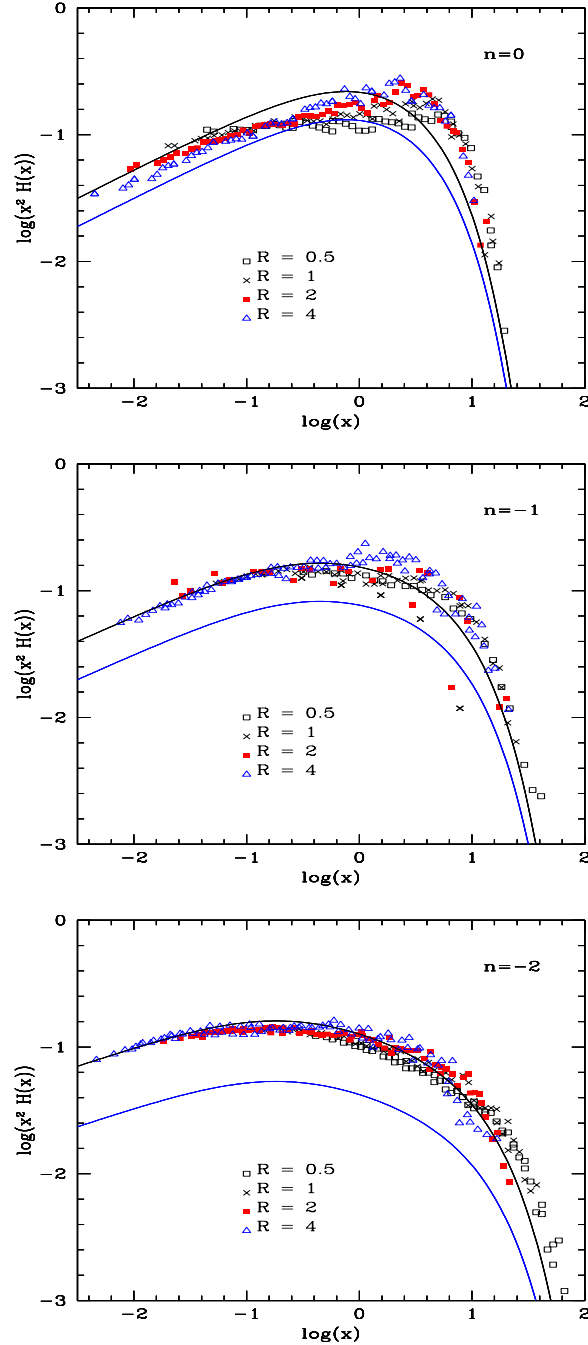 0
n=0
−1
log(x² H(x))
R = 0.5
R = 1
−2
R = 2
R = 4
−3
−2 −1 0 1 2
log(x)
0
n=−1
−1
log(x² H(x))
−2
R = 0.5
R = 1
R = 2
R = 4
−3
−2 −1 0 1 2
log(x)
0
n=−2
−1
log(x² H(x))
−2
R = 0.5
R = 1
R = 2
R = 4
−3
−2 −1 0 1 2
log(x)